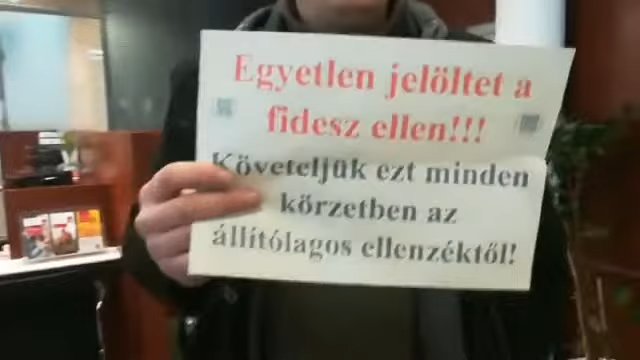 Egyetlen jelöltet a
fidesz ellen!!!
Követeljük ezt minden
körzetben az
állítólagos ellenzéktől!